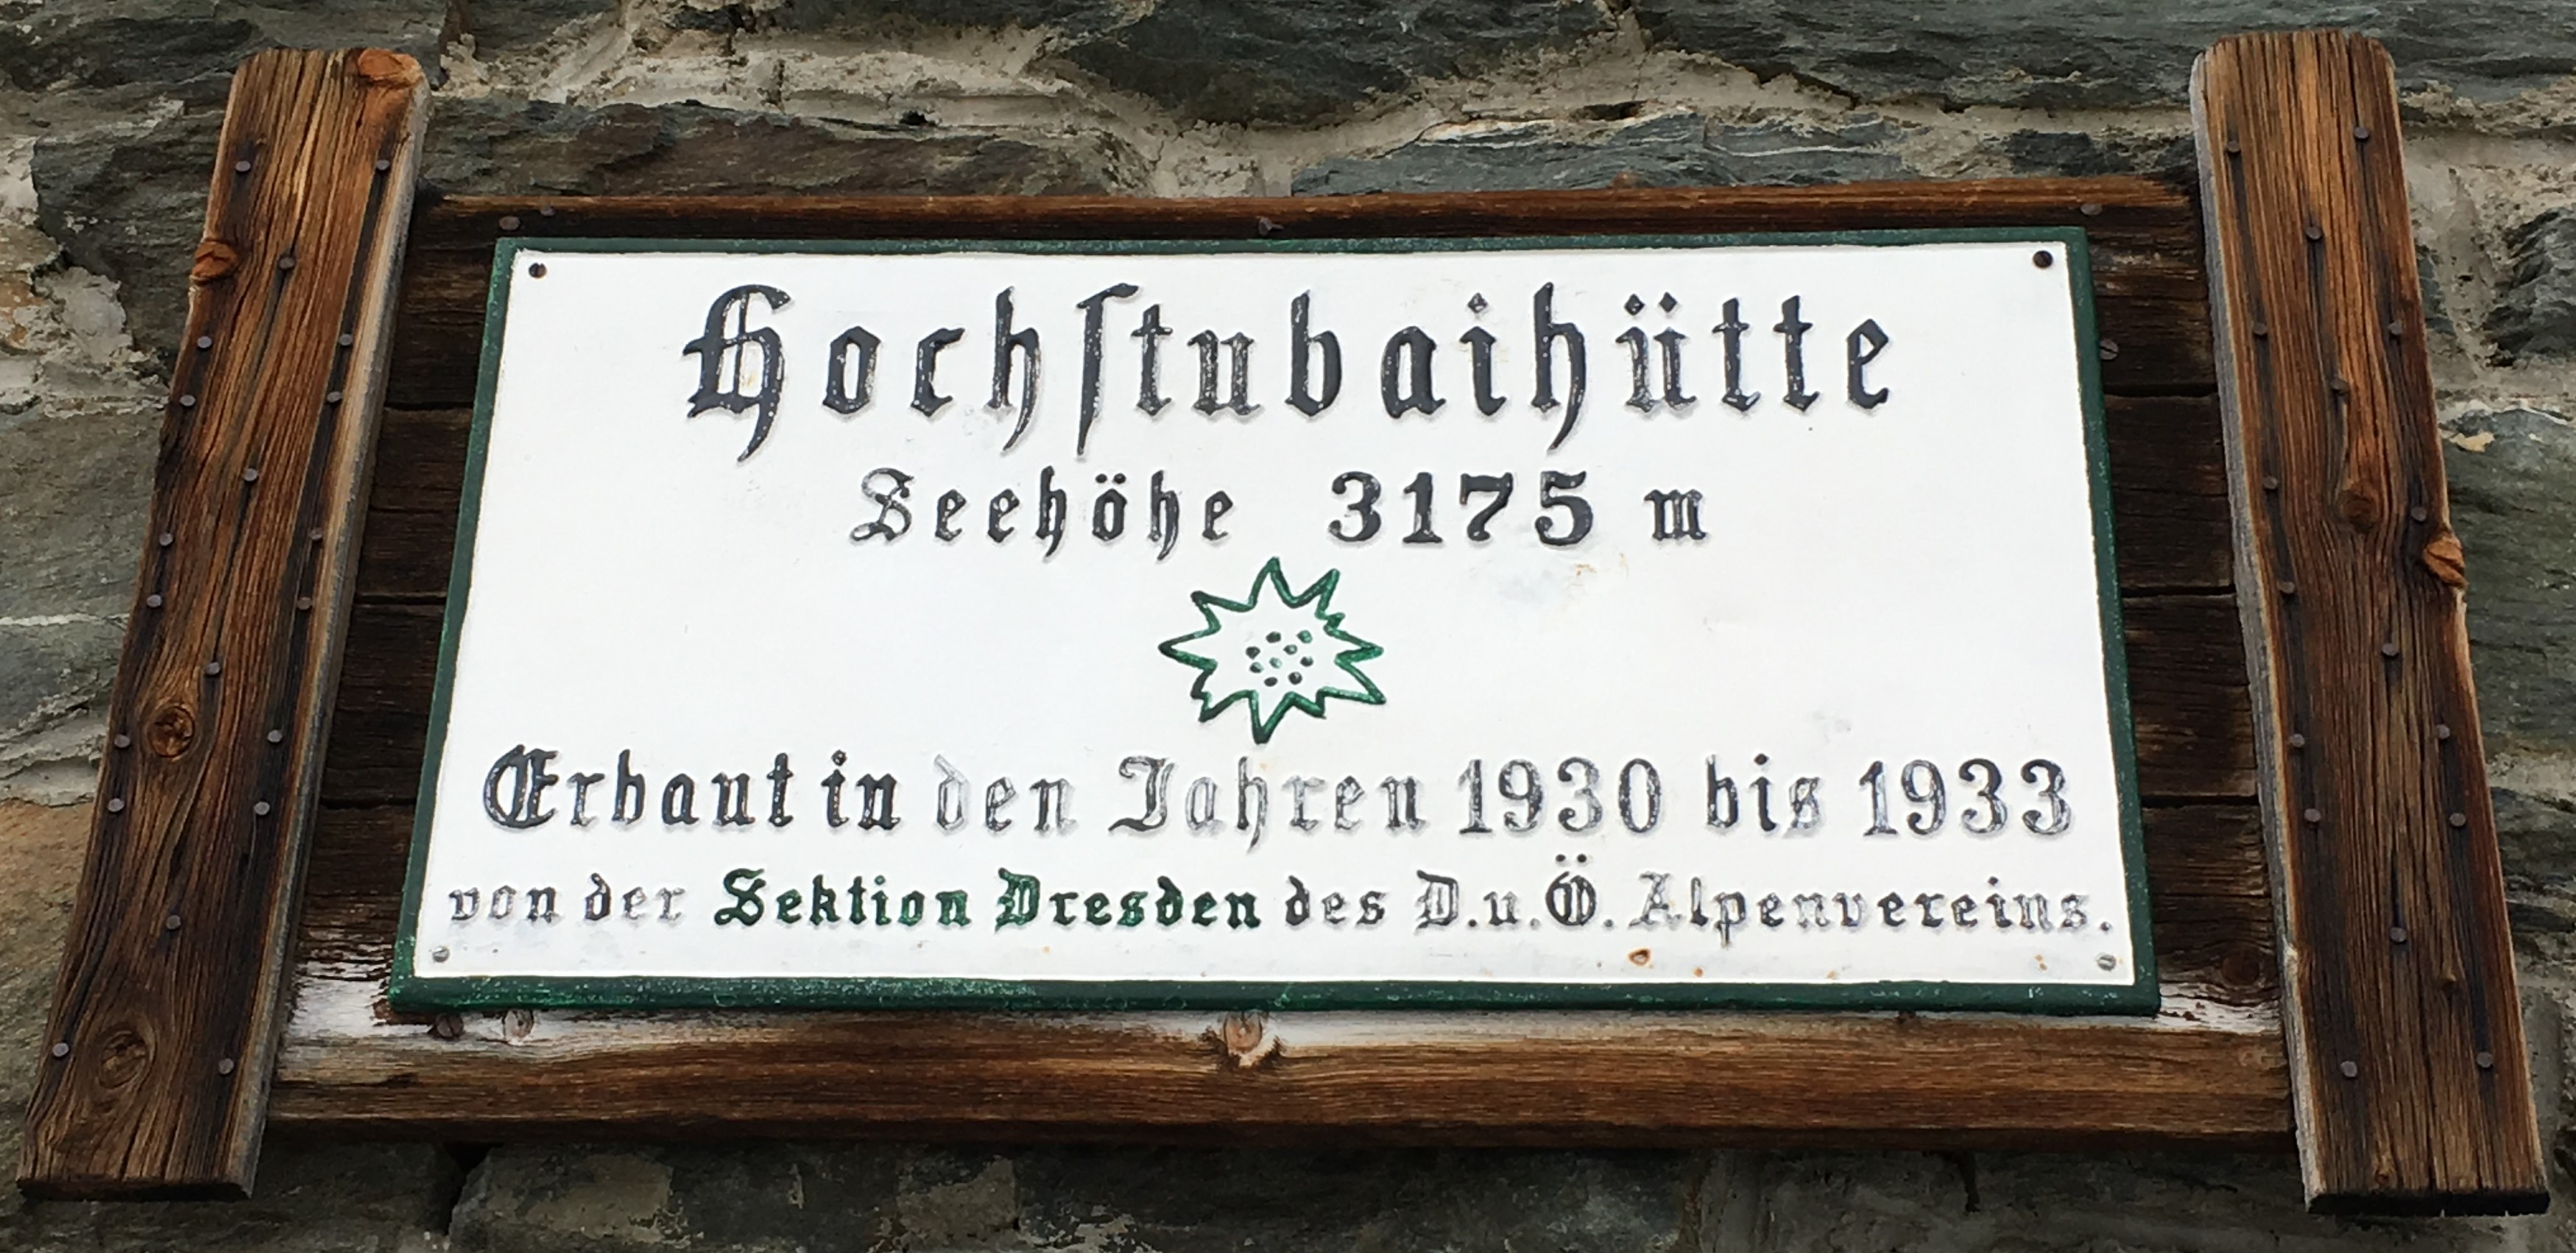 Hochſtubaihütte
Seehöhe 3175 m
Erbaut in den Jahren 1930 bis 1933
von der Sektion Dresden des D.u.Ö. Alpenvereins.